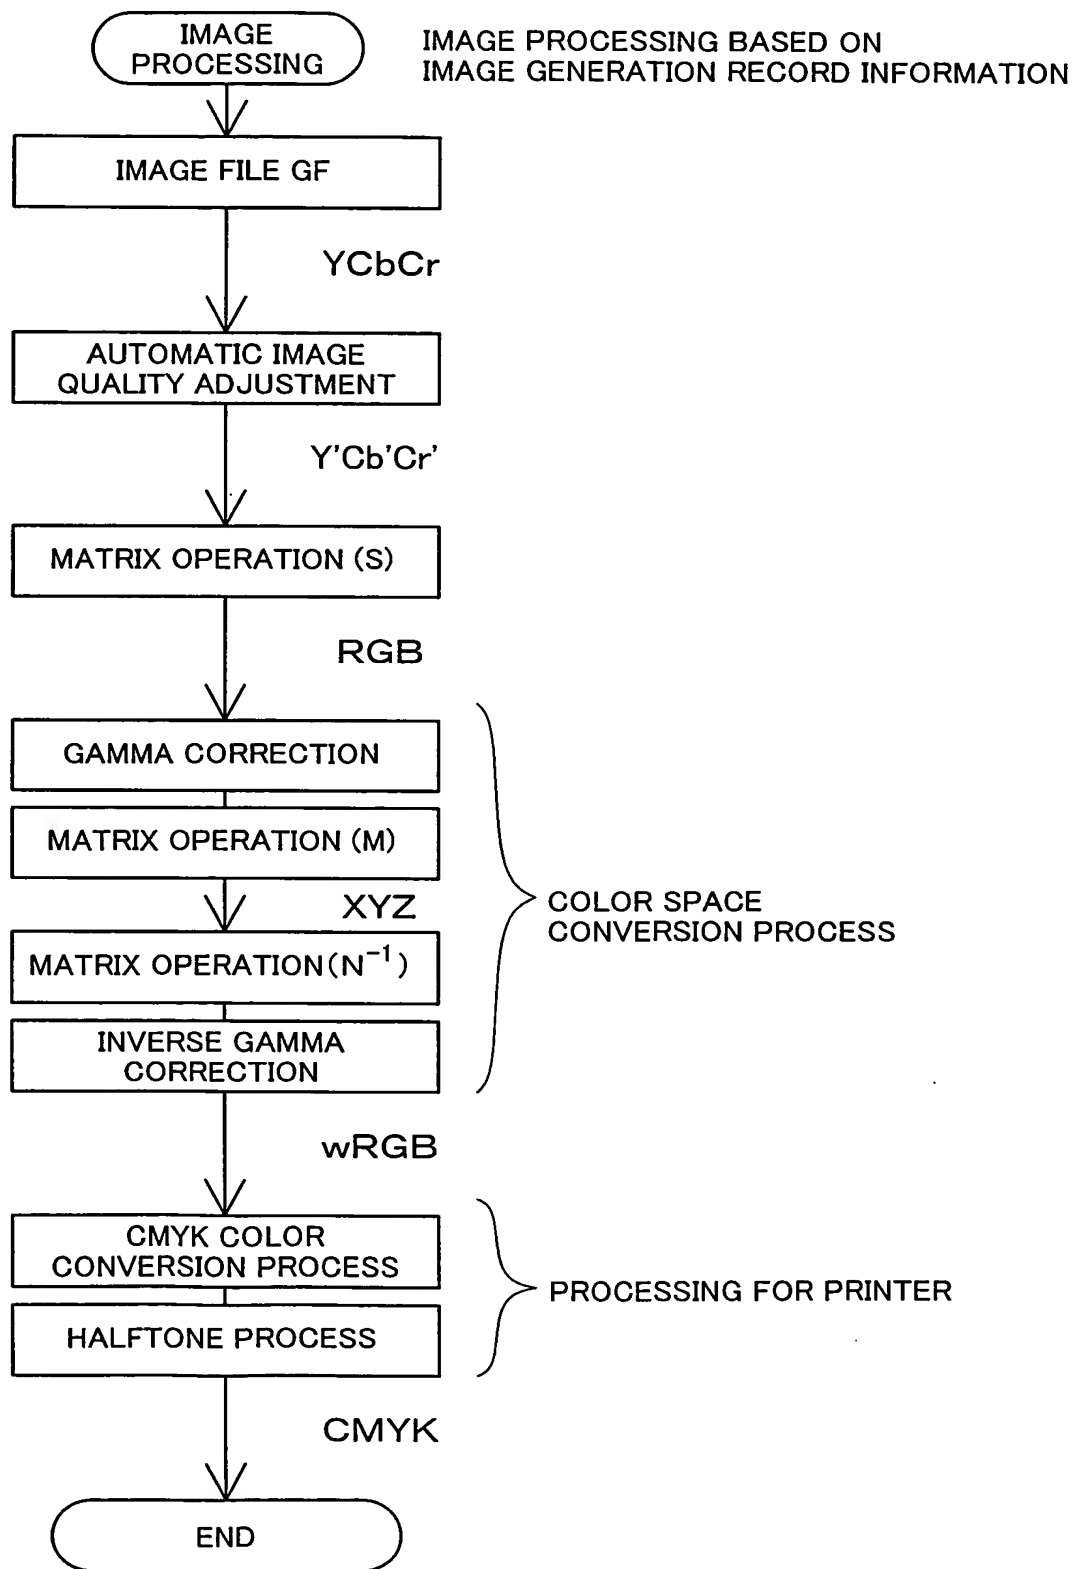 IMAGE
PROCESSING
IMAGE PROCESSING BASED ON
IMAGE GENERATION RECORD INFORMATION
IMAGE FILE GF
YCbCr
AUTOMATIC IMAGE
QUALITY ADJUSTMENT
Y'Cb'Cr'
MATRIX OPERATION (S)
RGB
GAMMA CORRECTION
MATRIX OPERATION (M)
XYZ
COLOR SPACE
CONVERSION PROCESS
MATRIX OPERATION(N⁻¹)
INVERSE GAMMA
CORRECTION
wRGB
CMYK COLOR
CONVERSION PROCESS
PROCESSING FOR PRINTER
HALFTONE PROCESS
CMYK
END